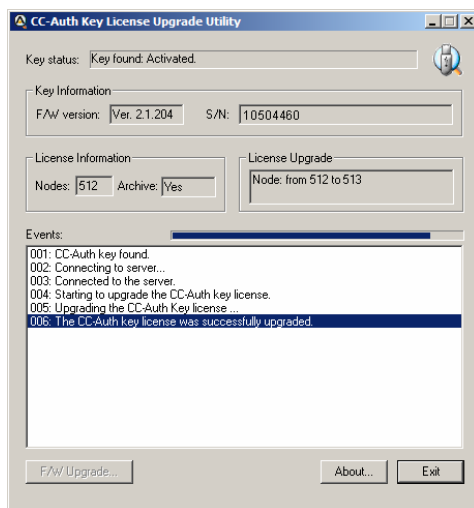 CC-Auth Key License Upgrade Utility
Key status: Key found: Activated.
Key Information
F/W version: Ver. 2.1.204 S/N: 10504460
License Information
Nodes: 512 Archive: Yes
License Upgrade
Node: from 512 to 513
Events:
001: CC-Auth key found.
002: Connecting to server...
003: Connected to the server.
004: Starting to upgrade the CC-Auth key license.
005: Upgrading the CC-Auth Key license ...
006: The CC-Auth key license was successfully upgraded.
F/W Upgrade... About... Exit